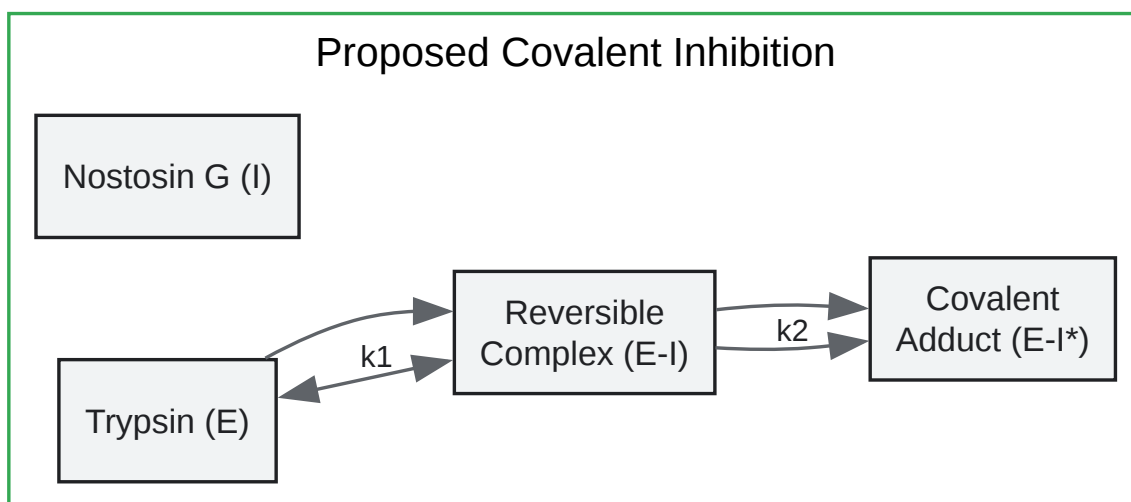 Proposed Covalent Inhibition
Nostosin G (I)
Trypsin (E)
k1
Reversible
Complex (E-I)
k2
Covalent
Adduct (E-I*)